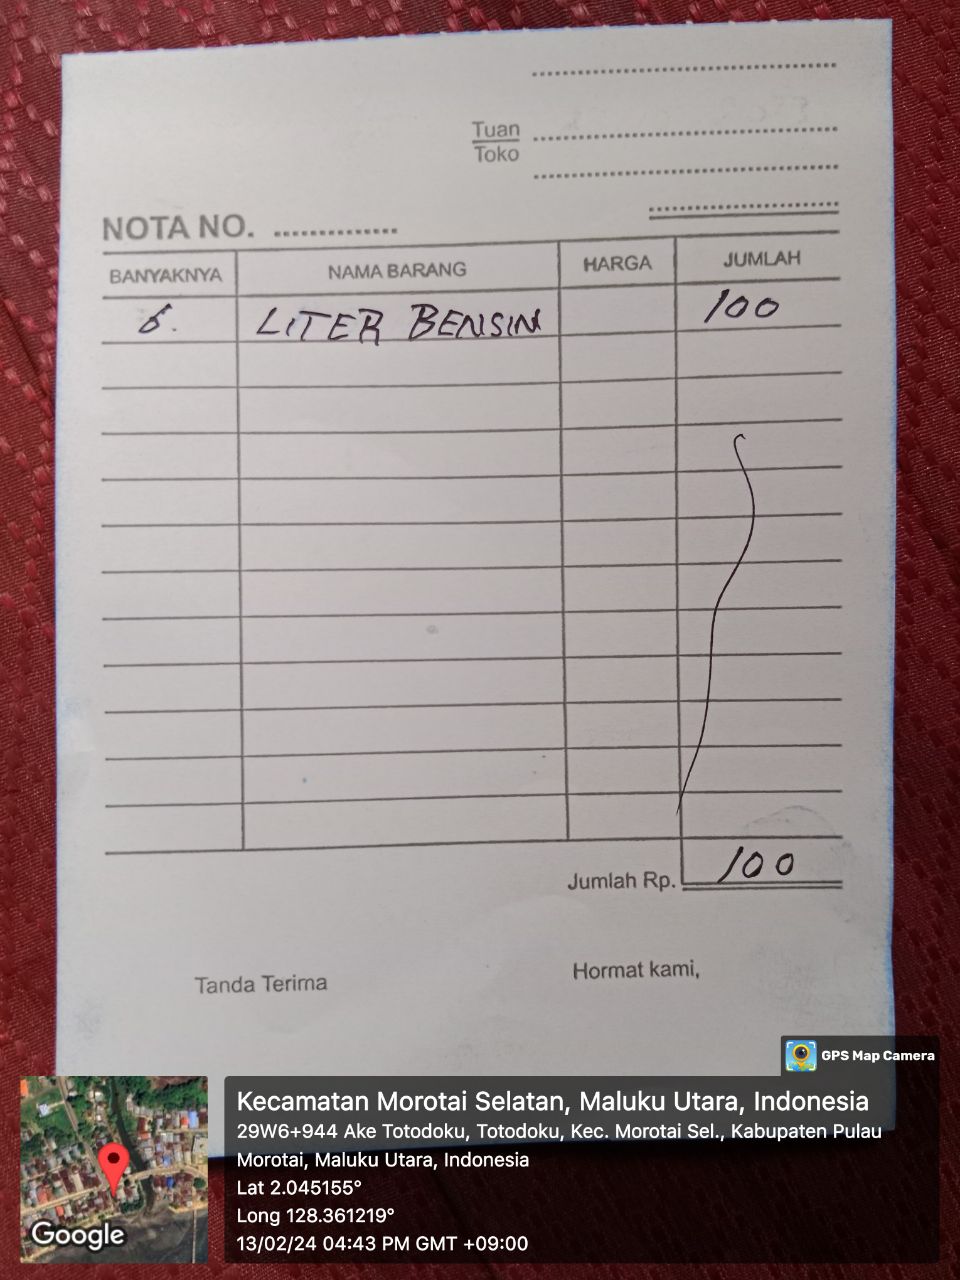 Tuan
Toko
NOTA NO.
BANYAKNYA NAMA BARANG HARGA JUMLAH
6. LITER BENSIN 100
Jumlah Rp. 100
Tanda Terima Hormat kami,
GPS Map Camera
Kecamatan Morotai Selatan, Maluku Utara, Indonesia
29W6+944 Ake Totodoku, Totodoku, Kec. Morotai Sel., Kabupaten Pulau
Morotai, Maluku Utara, Indonesia
Lat 2.045155°
Long 128.361219°
13/02/24 04:43 PM GMT +09:00
Google